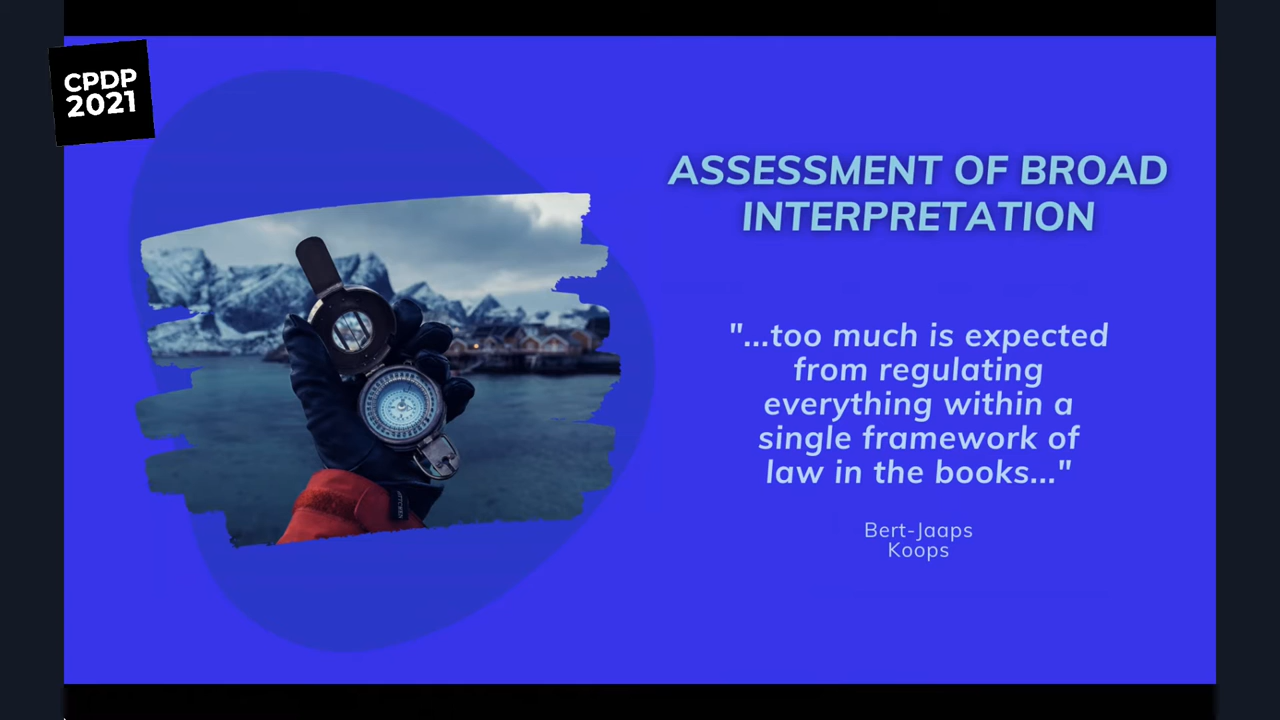 CPDP
2021
ASSESSMENT OF BROAD
INTERPRETATION
"...too much is expected
from regulating
everything within a
single framework of
law in the books..."
Bert-Jaaps
Koops